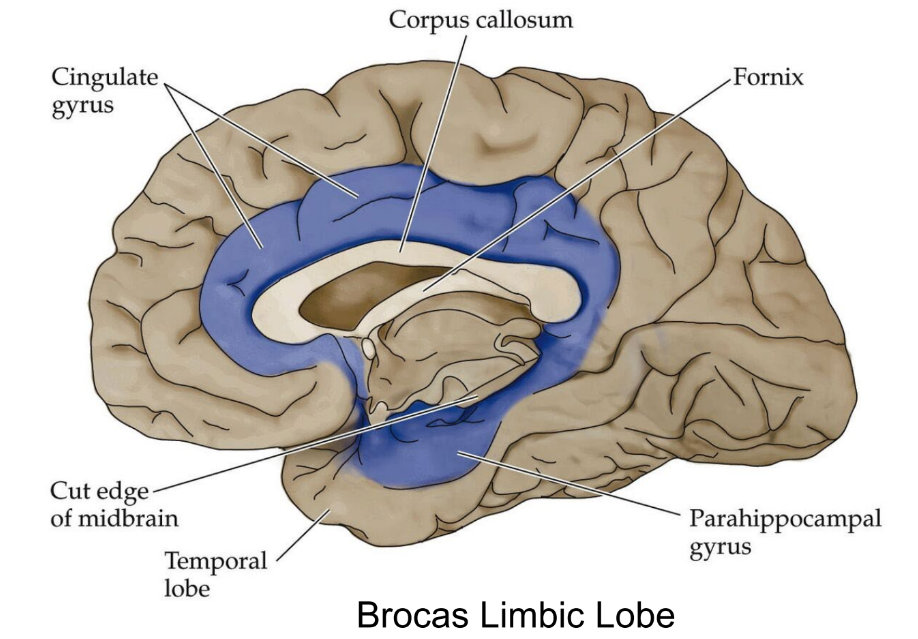 Corpus callosum
Cingulate
gyrus
Fornix
Cut edge
of midbrain
Temporal
lobe
Parahippocampal
gyrus
Brocas Limbic Lobe